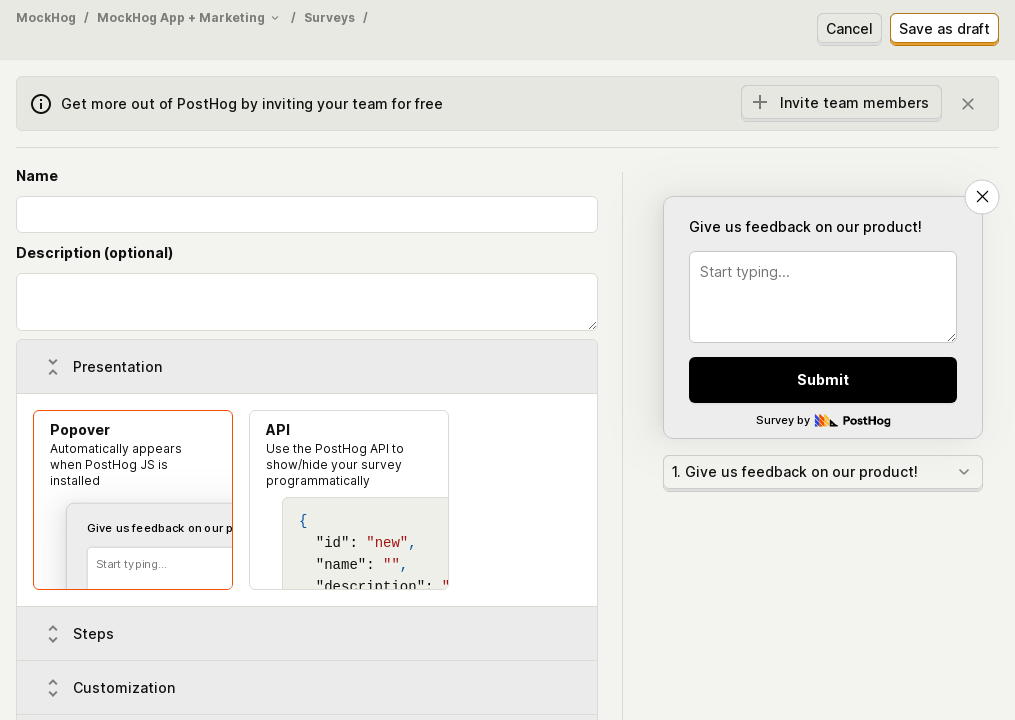 MockHog / MockHog App + Marketing / Surveys /
Cancel
Save as draft
Get more out of PostHog by inviting your team for free
Invite team members
Name
Description (optional)
Presentation
Popover
Automatically appears
when PostHog JS is
installed
Give us feedback on our p
Start typing...
API
Use the PostHog API to
show/hide your survey
programmatically
{
"id": "new",
"name": "",
"description": "
Steps
Customization
Give us feedback on our product!
Start typing...
Submit
Survey by PostHog
1. Give us feedback on our product!